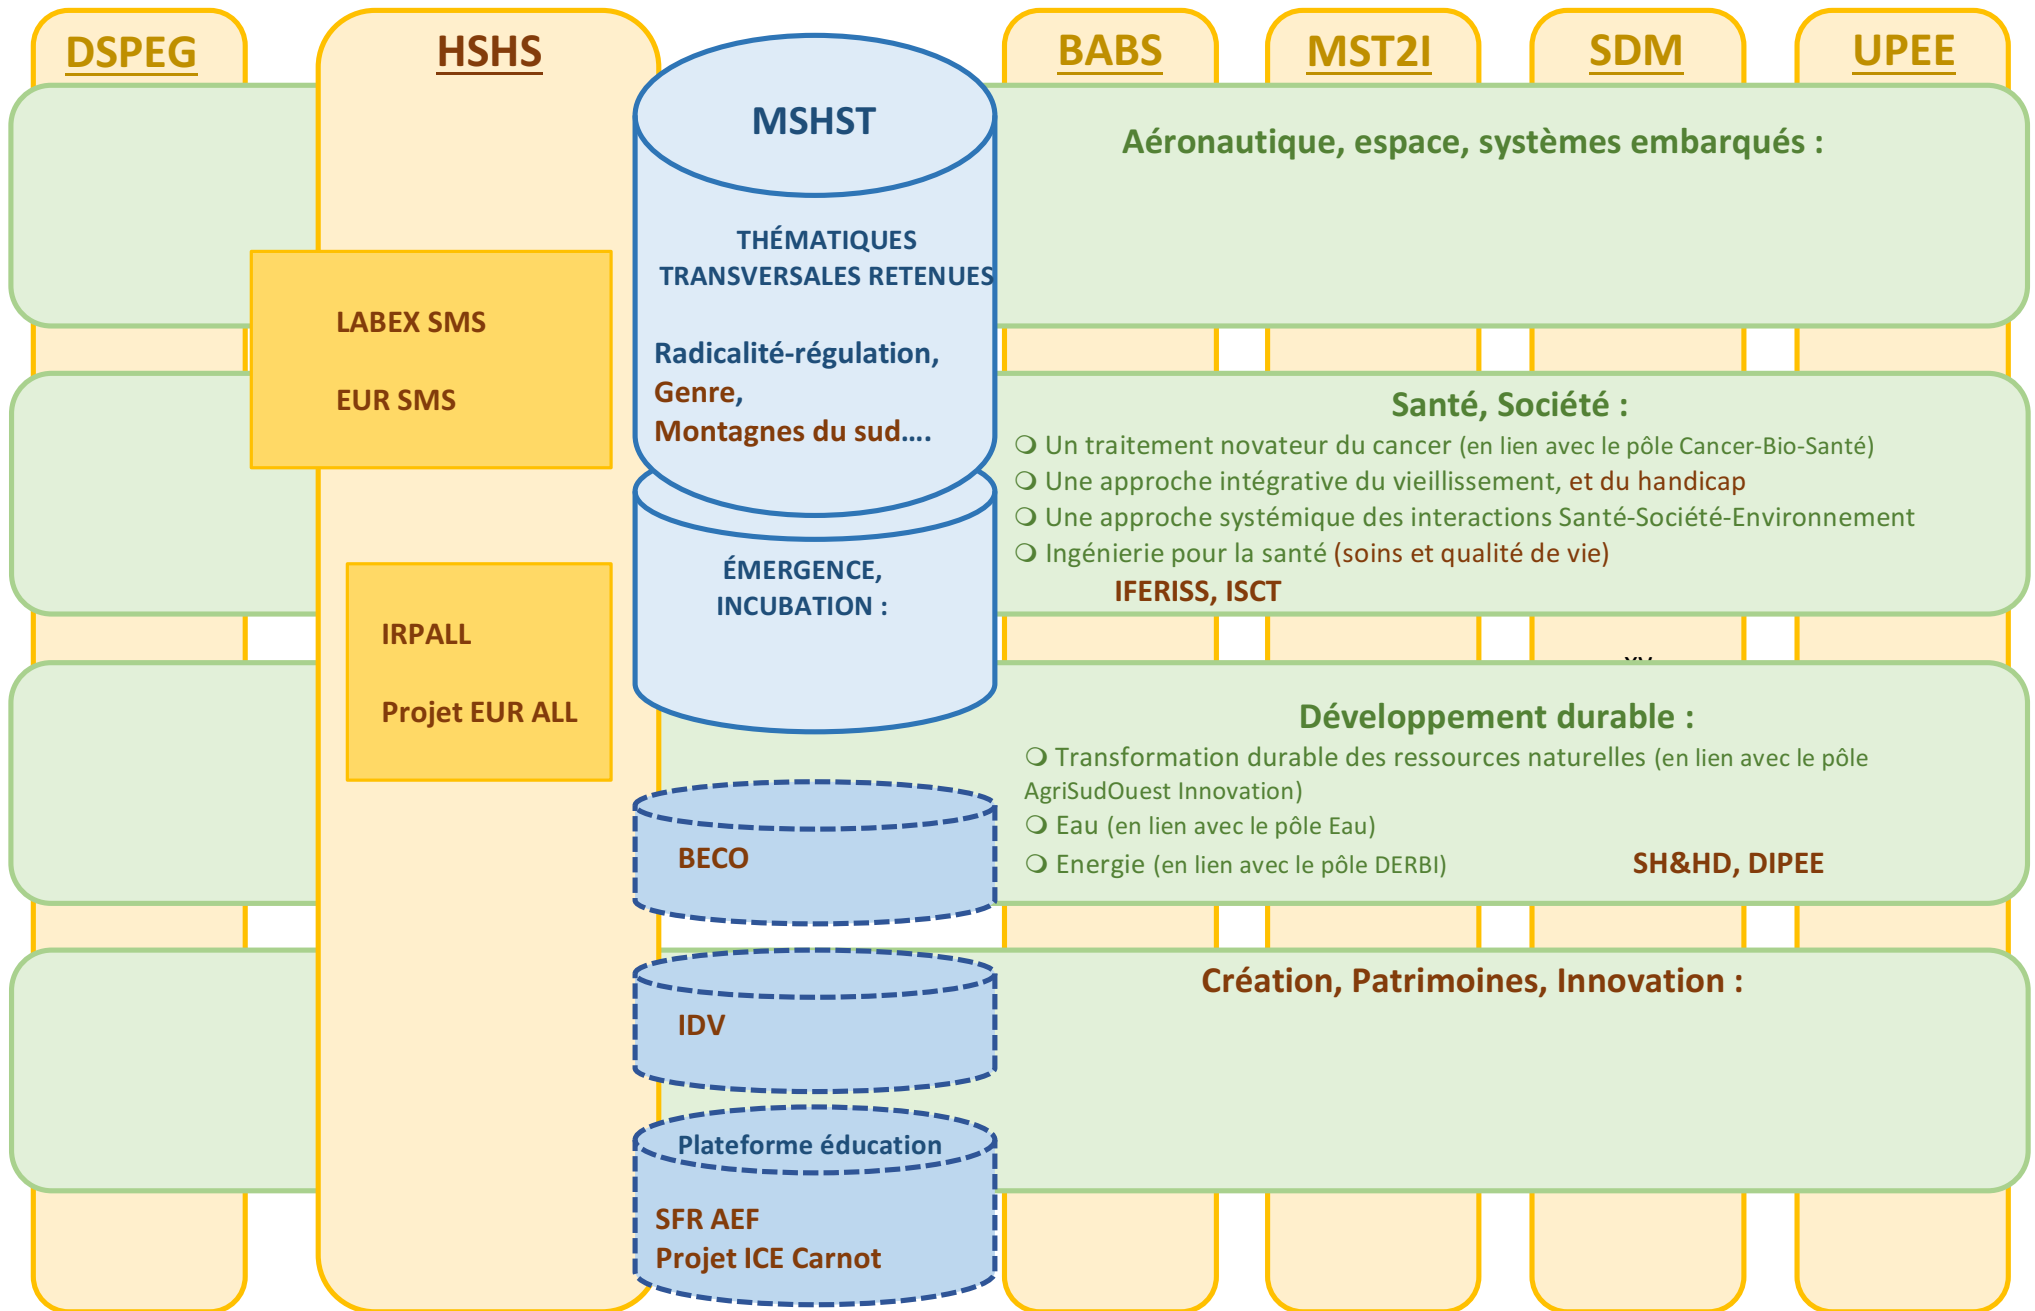 DSPEG
HSHS
BABS
MST2I
SDM
UPEE
MSHST
THÉMATIQUES
TRANSVERSALES RETENUES
Radicalité-régulation,
Genre,
Montagnes du sud….
ÉMERGENCE,
INCUBATION :
LABEX SMS
EUR SMS
IRPALL
Projet EUR ALL
BECO
IDV
Plateforme éducation
SFR AEF
Projet ICE Carnot
Aéronautique, espace, systèmes embarqués :
Santé, Société :
❍ Un traitement novateur du cancer (en lien avec le pôle Cancer-Bio-Santé)
❍ Une approche intégrative du vieillissement, et du handicap
❍ Une approche systémique des interactions Santé-Société-Environnement
❍ Ingénierie pour la santé (soins et qualité de vie)
IFERISS, ISCT
Développement durable :
❍ Transformation durable des ressources naturelles (en lien avec le pôle
AgriSudOuest Innovation)
❍ Eau (en lien avec le pôle Eau)
❍ Energie (en lien avec le pôle DERBI) SH&HD, DIPEE
Création, Patrimoines, Innovation :